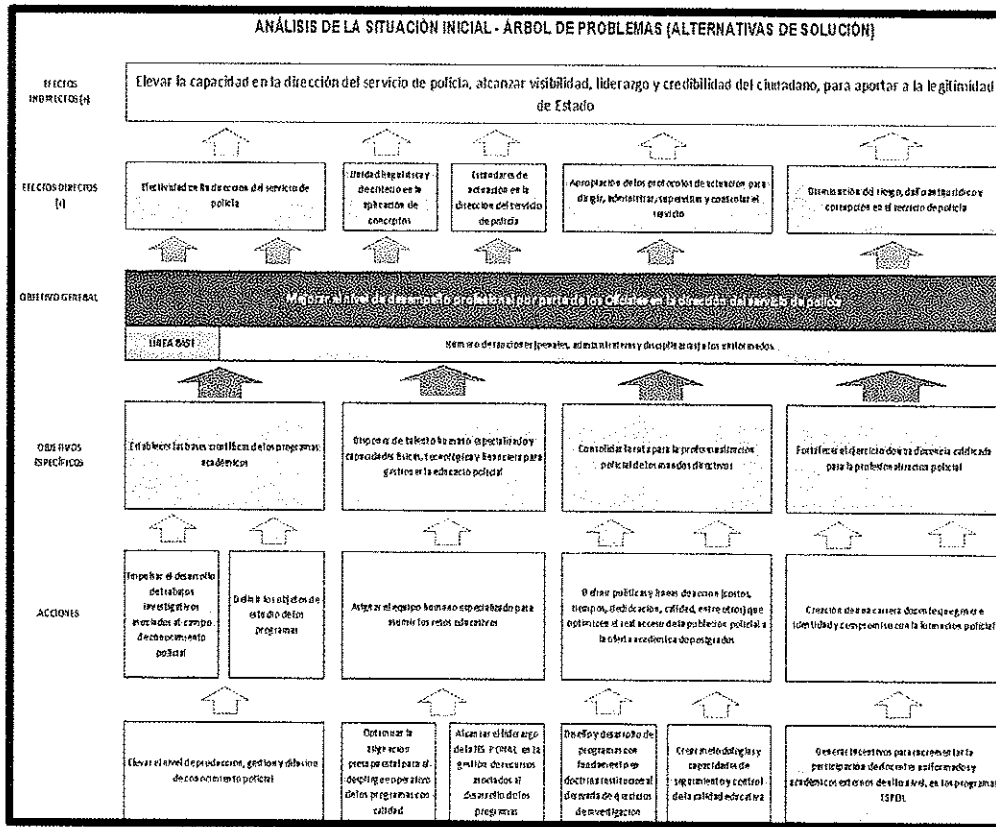 ANÁLISIS DE LA SITUACIÓN INICIAL - ÁRBOL DE PROBLEMAS (ALTERNATIVAS DE SOLUCIÓN)
EFECTOS
INDIRECTOS
Elevar la capacidad en la dirección del servicio de policía, alcanzar visibilidad, liderazgo y credibilidad del ciudadano, para aportar a la legitimidad
de Estado
EFECTOS DIRECTOS
Efectividad en la dirección del servicio de
policía
Unidad lingüística y
de criterio en la
aplicación de
conceptos
Estándares de
actuación en la
dirección del servicio
de policía
Apropiación de los protocolos de actuación para
dirigir, administrar, supervisar y controlar el
servicio
Disminución del riesgo, daño antijurídico y
corrupción en el servicio de policía
OBJETIVO GENERAL
Mejorar el nivel de desempeño profesional por parte de los Oficiales en la dirección del servicio de policía
LÍNEA BASE
Número de sanciones (penales, administrativas y disciplinarias) a los uniformados.
OBJETIVOS
ESPECÍFICOS
Establecer las bases científicas de los programas
académicos
Disponer de talento humano especializado y
capacidades físicas, tecnológica y financiera para
gestión en la educación policial
Consolidar la ruta para la profesionalización
policial de los mandos directivos
Fortalecer el ejercicio de una docencia calificada
para la profesionalización policial
ACCIONES
Impulsar el desarrollo
de trabajos
investigativos
asociados al campo
de conocimiento
policial
Definir los objetos de
estudio de los
programas
Asignar el equipo humano especializado para
asumir los retos educativos
Definir políticas y líneas de acción (costos,
tiempos, dedicación, calidad, entre otros) que
optimicen el real acceso de la población policial a
la oferta académica de postgrados
Creación de una carrera docente que genere
identidad y compromiso con la formación policial
Elevar el nivel de producción, gestión y difusión
de conocimiento policial
Optimizar la
asignación
presupuestal para el
despliegue operativo
de los programas con
calidad
Alcanzar el liderazgo
de la IES-PONAL en la
gestión de recursos
asociados al
desarrollo de los
programas
Diseño y desarrollo de
programas con
fundamento en
doctrina institucional
derivada de ejercicios
de investigación
Crear metodologías y
capacidades de
seguimiento y control
de la calidad educativa
Generar incentivos para incrementar la
participación de docentes uniformados y
académicos externos de alto nivel, en los programas
ESPOL